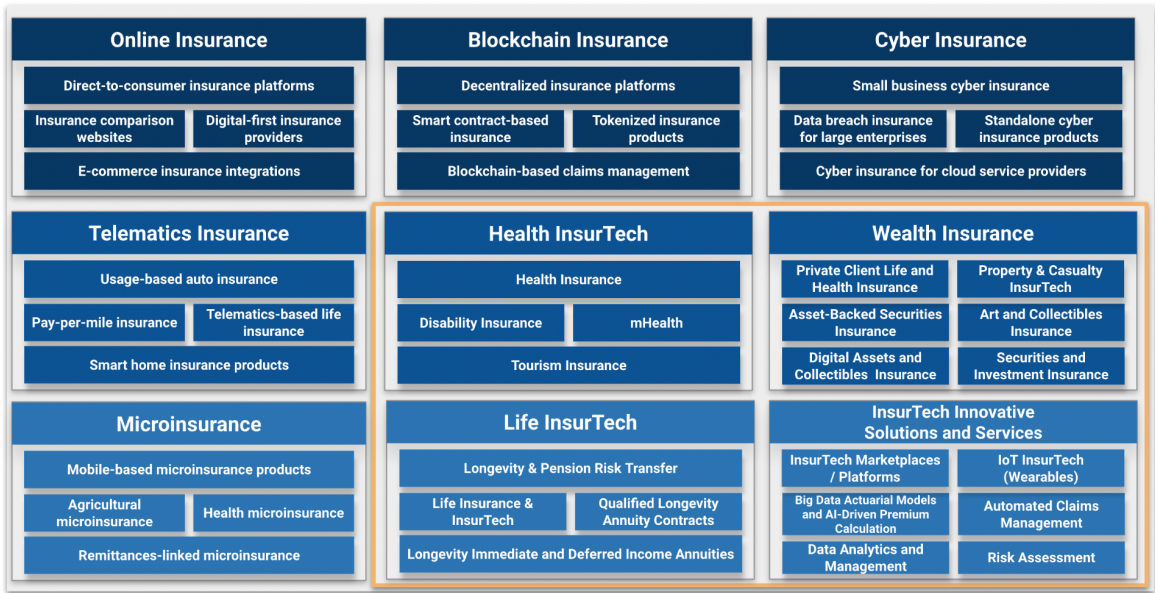 Online Insurance
Direct-to-consumer insurance platforms
Insurance comparison
websites
Digital-first insurance
providers
E-commerce insurance integrations
Blockchain Insurance
Decentralized insurance platforms
Smart contract-based
insurance
Tokenized insurance
products
Blockchain-based claims management
Cyber Insurance
Small business cyber insurance
Data breach insurance
for large enterprises
Standalone cyber
insurance products
Cyber insurance for cloud service providers
Telematics Insurance
Usage-based auto insurance
Pay-per-mile insurance
Telematics-based life
insurance
Smart home insurance products
Health InsurTech
Health Insurance
Disability Insurance
mHealth
Tourism Insurance
Wealth Insurance
Private Client Life and
Health Insurance
Property & Casualty
InsurTech
Asset-Backed Securities
Insurance
Art and Collectibles
Insurance
Digital Assets and
Collectibles Insurance
Securities and
Investment Insurance
Microinsurance
Mobile-based microinsurance products
Agricultural
microinsurance
Health microinsurance
Remittances-linked microinsurance
Life InsurTech
Longevity & Pension Risk Transfer
Life Insurance &
InsurTech
Qualified Longevity
Annuity Contracts
Longevity Immediate and Deferred Income Annuities
InsurTech Innovative
Solutions and Services
InsurTech Marketplaces
/ Platforms
IoT InsurTech
(Wearables)
Big Data Actuarial Models
and AI-Driven Premium
Calculation
Automated Claims
Management
Data Analytics and
Management
Risk Assessment